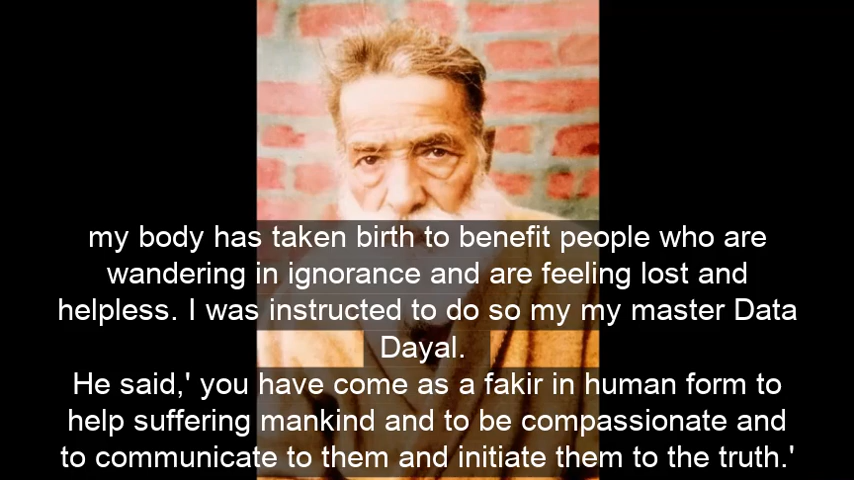 my body has taken birth to benefit people who are
wandering in ignorance and are feeling lost and
helpless. I was instructed to do so my my master Data
Dayal.
He said,' you have come as a fakir in human form to
help suffering mankind and to be compassionate and
to communicate to them and initiate them to the truth.'